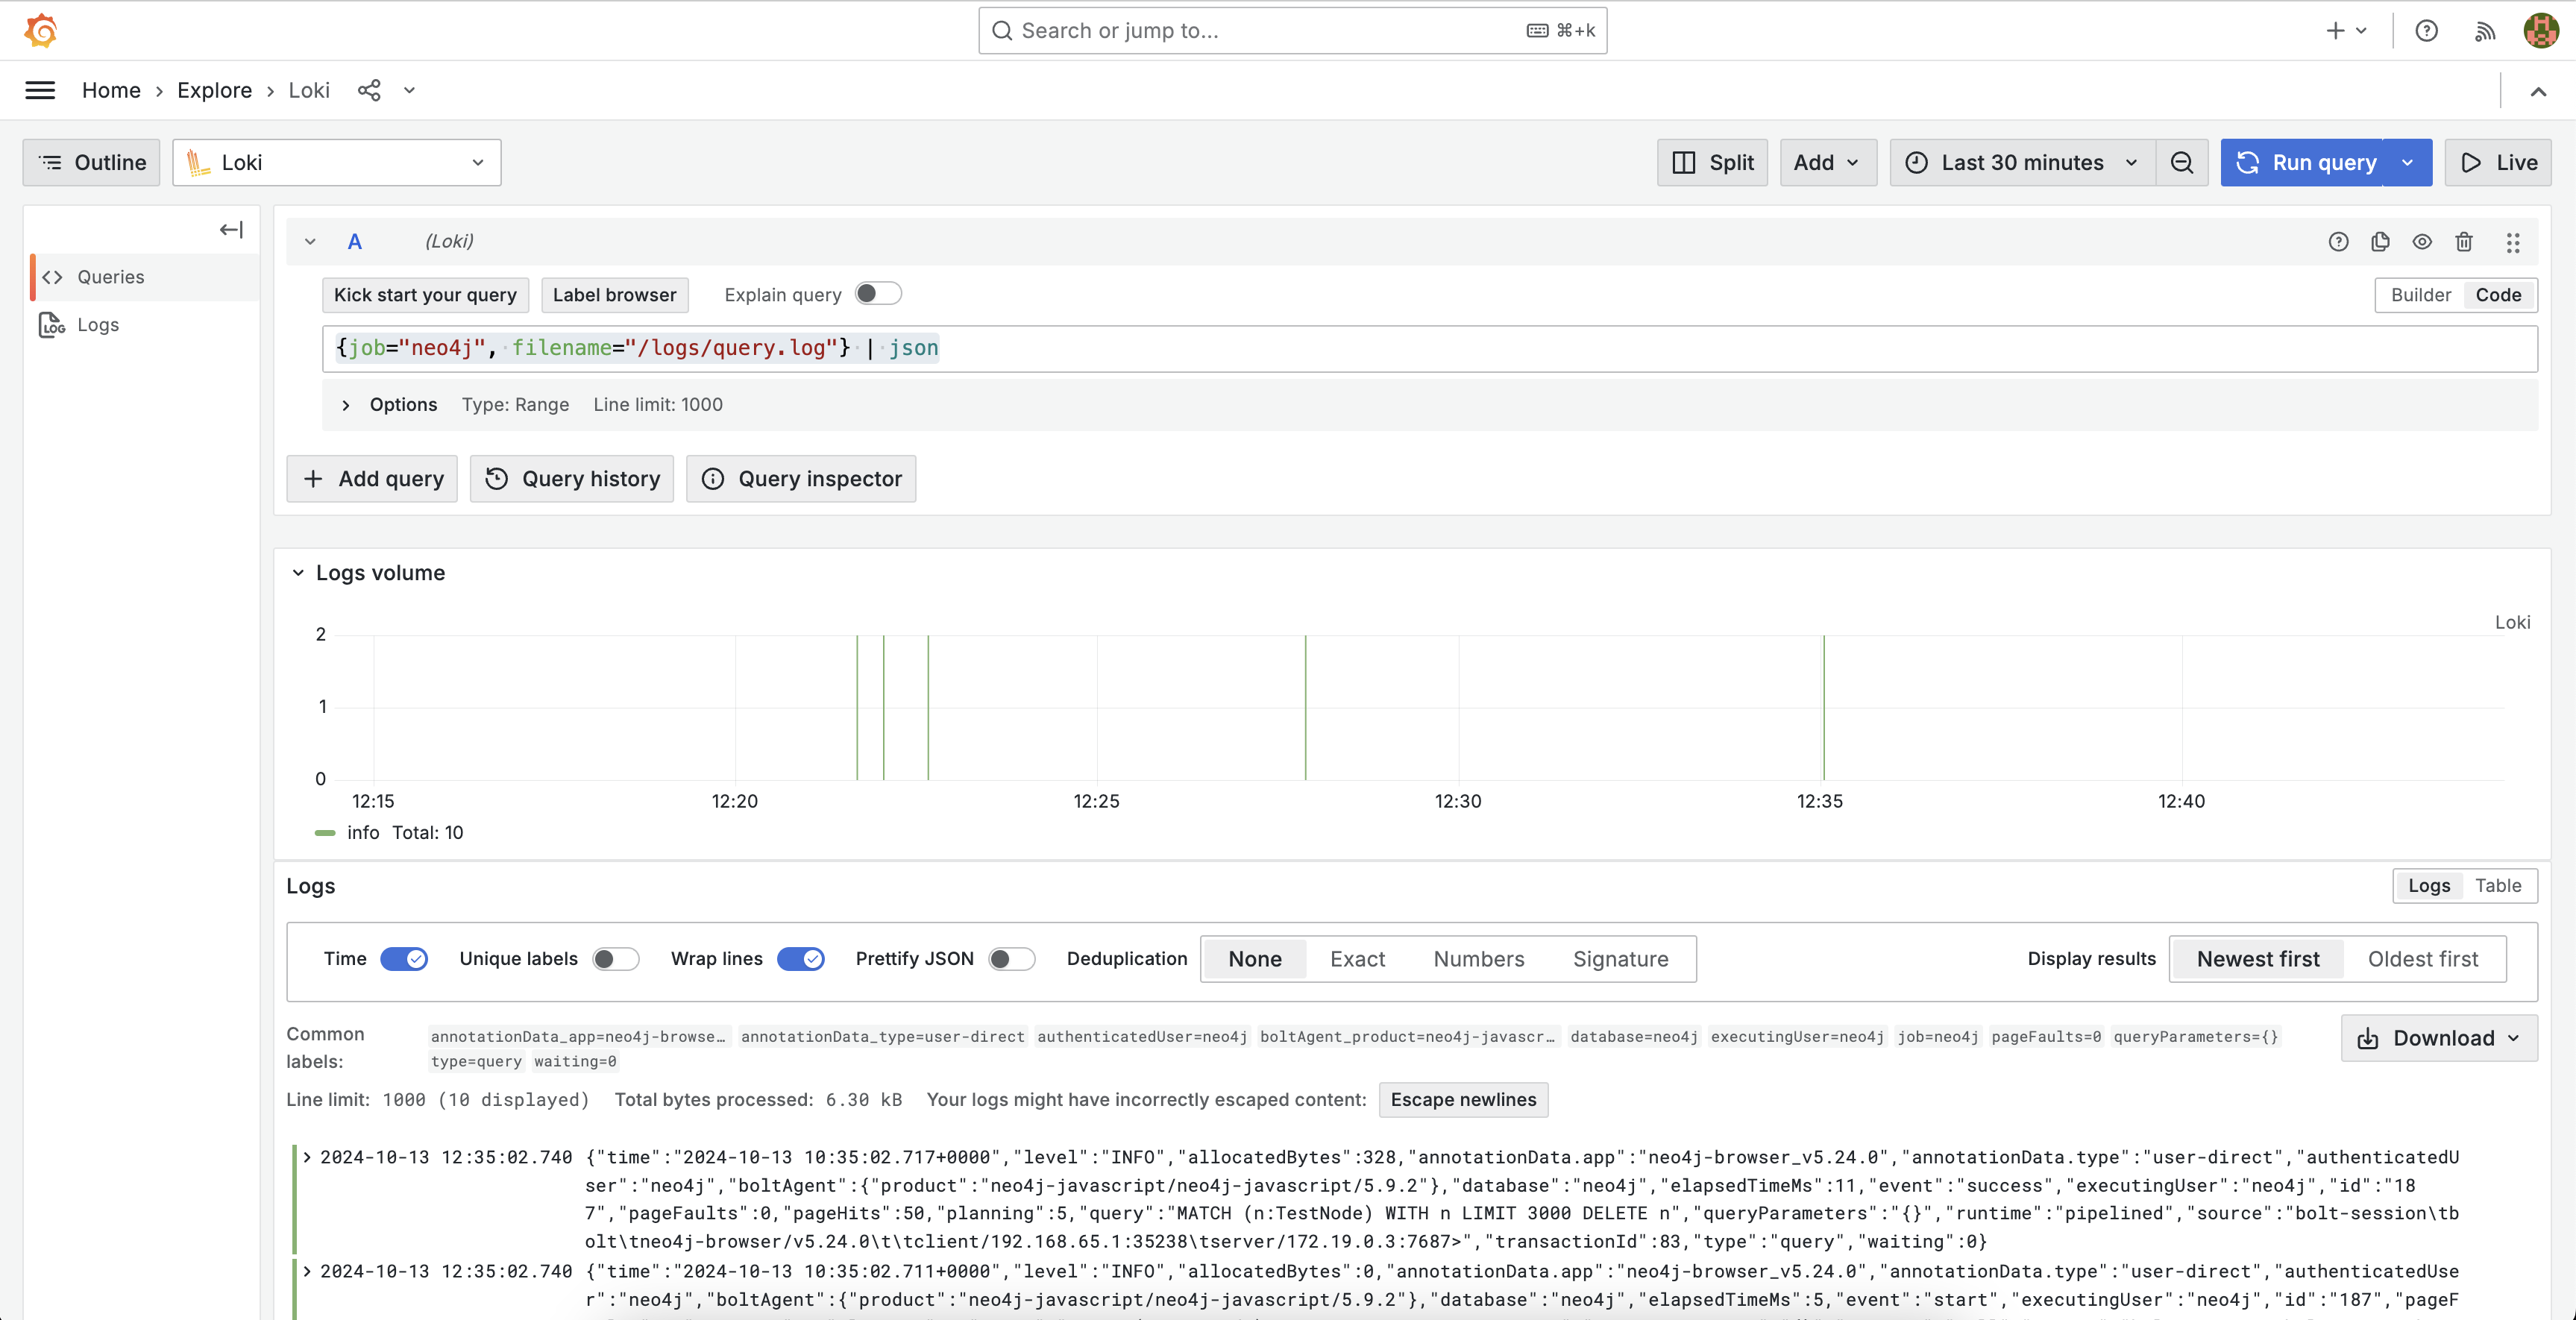 Search or jump to... ⌘+k
Home › Explore › Loki
Outline Loki Split Add Last 30 minutes Run query Live
A (Loki)
Queries
Kick start your query Label browser Explain query Builder Code
Logs
{job="neo4j", filename="/logs/query.log"} | json
Options Type: Range Line limit: 1000
Add query Query history Query inspector
Logs volume
Loki
2
1
0
12:15 12:20 12:25 12:30 12:35 12:40
info Total: 10
Logs Logs Table
Time Unique labels Wrap lines Prettify JSON Deduplication None Exact Numbers Signature Display results Newest first Oldest first
Common labels: annotationData_app=neo4j-browse… annotationData_type=user-direct authenticatedUser=neo4j boltAgent_product=neo4j-javascr… database=neo4j executingUser=neo4j job=neo4j pageFaults=0 queryParameters={} Download
type=query waiting=0
Line limit: 1000 (10 displayed) Total bytes processed: 6.30 kB Your logs might have incorrectly escaped content: Escape newlines
2024-10-13 12:35:02.740 {"time":"2024-10-13 10:35:02.717+0000","level":"INFO","allocatedBytes":328,"annotationData.app":"neo4j-browser_v5.24.0","annotationData.type":"user-direct","authenticatedU
ser":"neo4j","boltAgent":{"product":"neo4j-javascript/neo4j-javascript/5.9.2"},"database":"neo4j","elapsedTimeMs":11,"event":"success","executingUser":"neo4j","id":"18
7","pageFaults":0,"pageHits":50,"planning":5,"query":"MATCH (n:TestNode) WITH n LIMIT 3000 DELETE n","queryParameters":"{}","runtime":"pipelined","source":"bolt-session\tb
olt\tneo4j-browser/v5.24.0\t\tclient/192.168.65.1:35238\tserver/172.19.0.3:7687>","transactionId":83,"type":"query","waiting":0}
2024-10-13 12:35:02.740 {"time":"2024-10-13 10:35:02.711+0000","level":"INFO","allocatedBytes":0,"annotationData.app":"neo4j-browser_v5.24.0","annotationData.type":"user-direct","authenticatedUse
r":"neo4j","boltAgent":{"product":"neo4j-javascript/neo4j-javascript/5.9.2"},"database":"neo4j","elapsedTimeMs":5,"event":"start","executingUser":"neo4j","id":"187","pageF